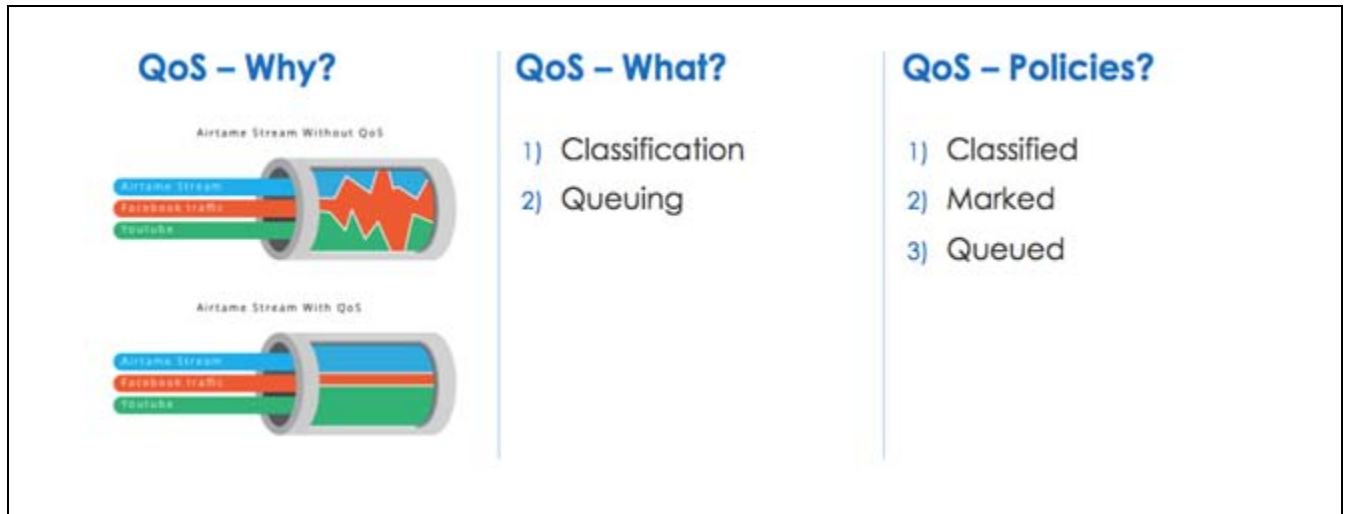 QoS – Why?
Airtame Stream Without QoS
Airtame Stream
Facebook traffic
Youtube
Airtame Stream With QoS
Airtame Stream
Facebook traffic
Youtube
QoS – What?
1) Classification
2) Queuing
QoS – Policies?
1) Classified
2) Marked
3) Queued